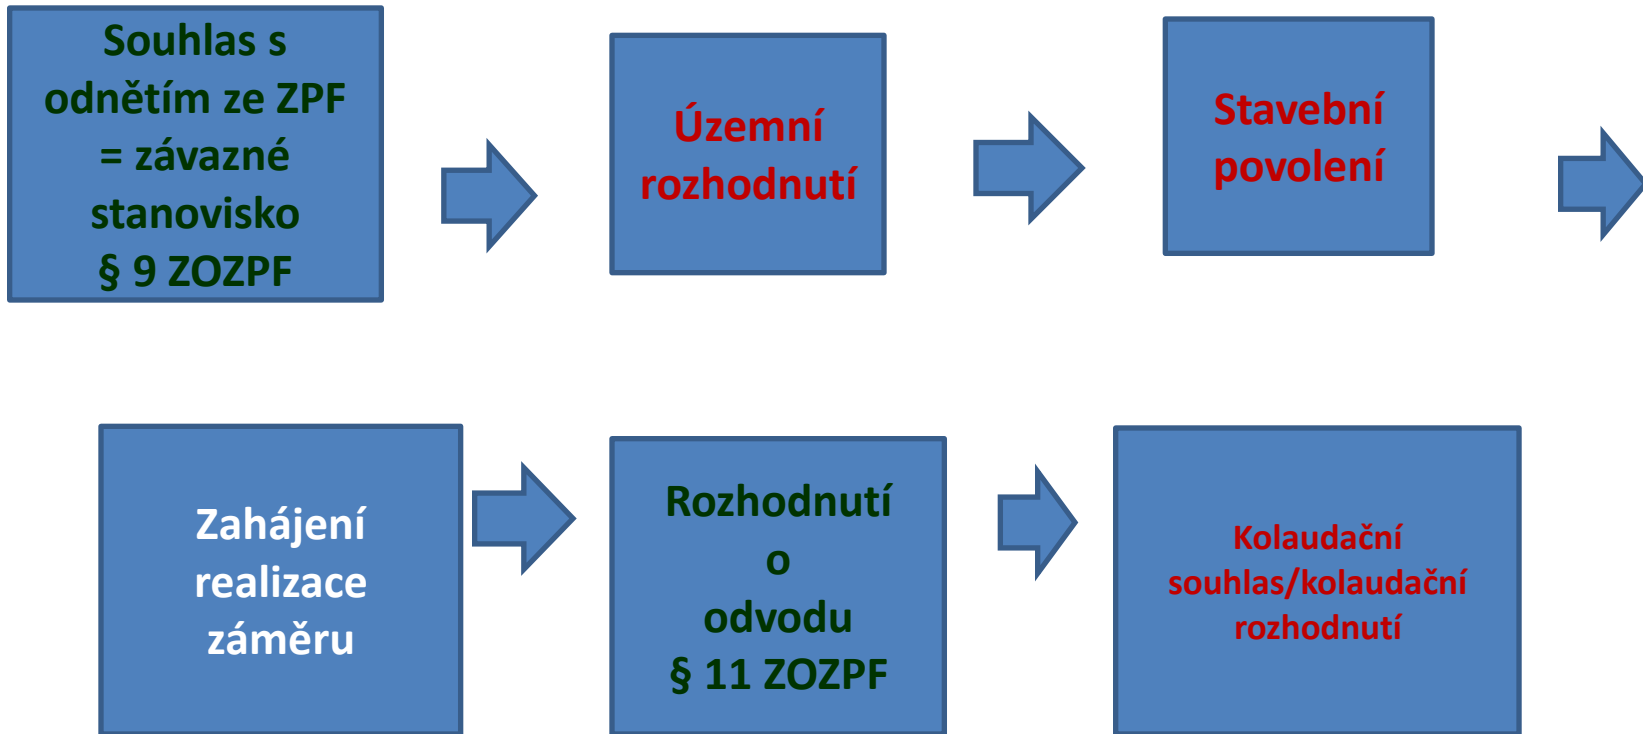 Souhlas s
odnětím ze ZPF
= závazné
stanovisko
§ 9 ZOZPF
Územní
rozhodnutí
Stavební
povolení
Zahájení
realizace
záměru
Rozhodnutí
o
odvodu
§ 11 ZOZPF
Kolaudační
souhlas/kolaudační
rozhodnutí